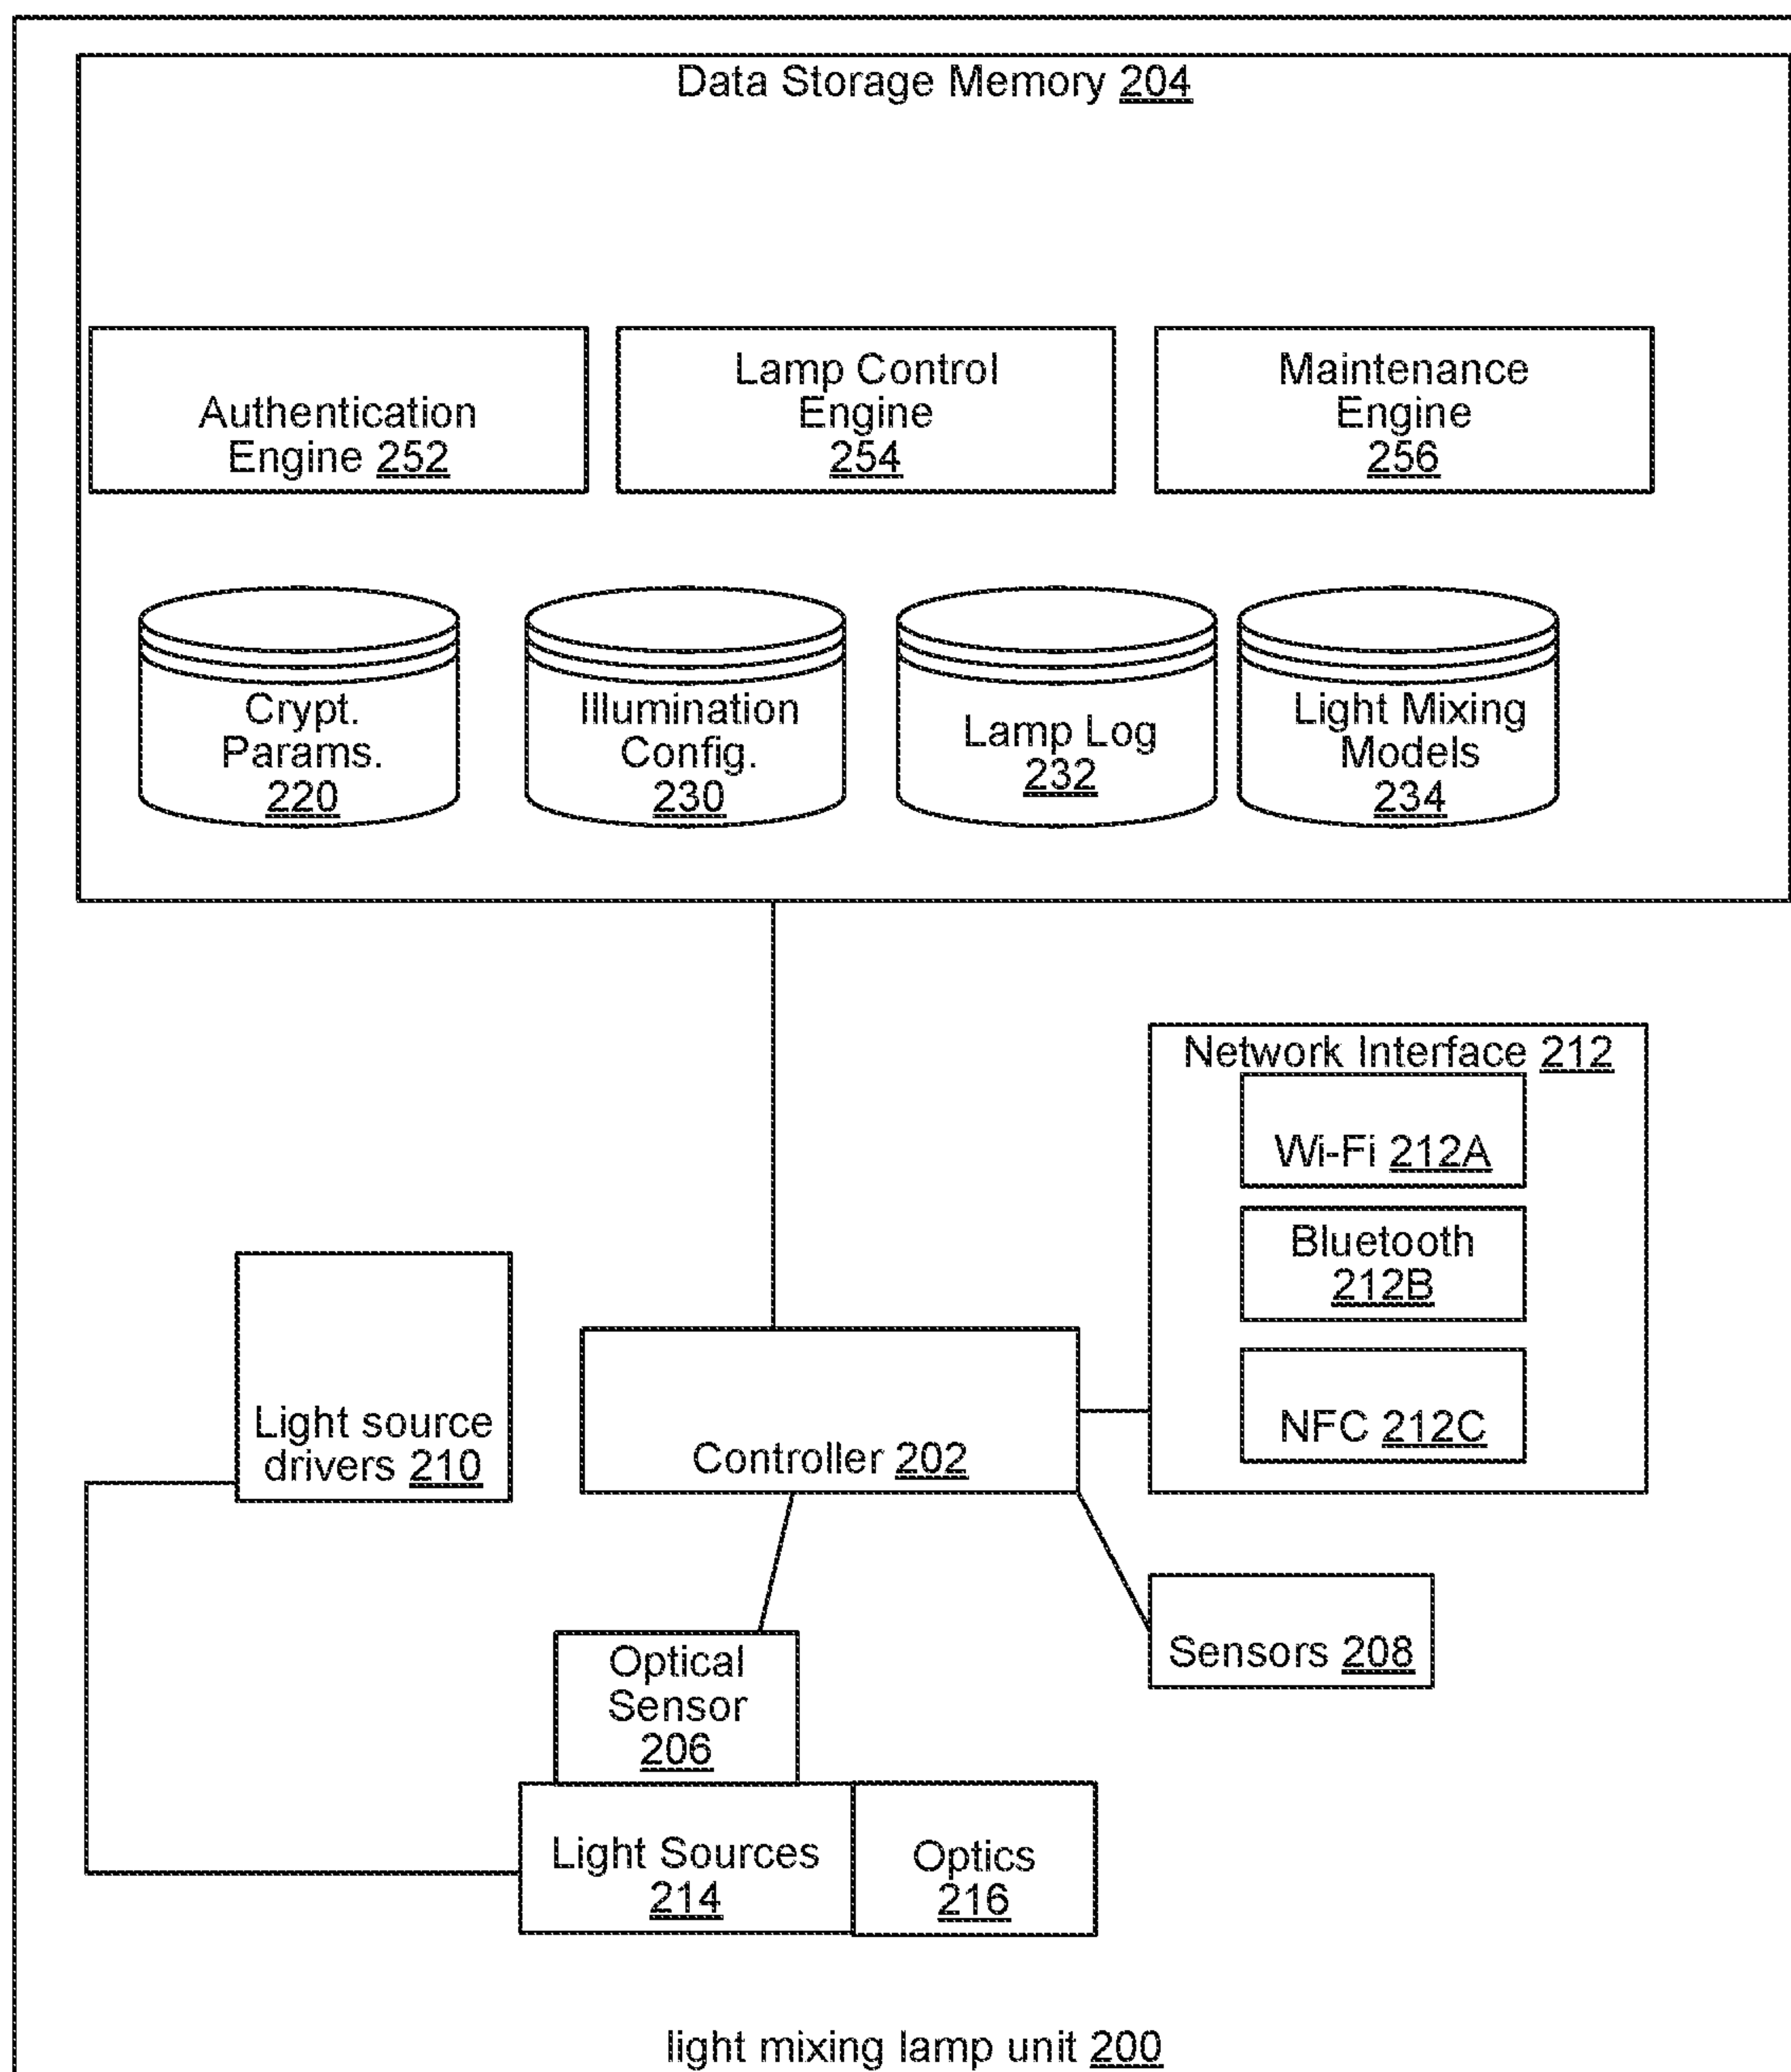 Data Storage Memory 204
Authentication
Engine 252
Lamp Control
Engine
254
Maintenance
Engine
256
Crypt.
Params.
220
Illumination
Config.
230
Lamp Log
232
Light Mixing
Models
234
Network Interface 212
Wi-Fi 212A
Bluetooth
212B
NFC 212C
Light source
drivers 210
Controller 202
Sensors 208
Optical
Sensor
206
Light Sources
214
Optics
216
light mixing lamp unit 200